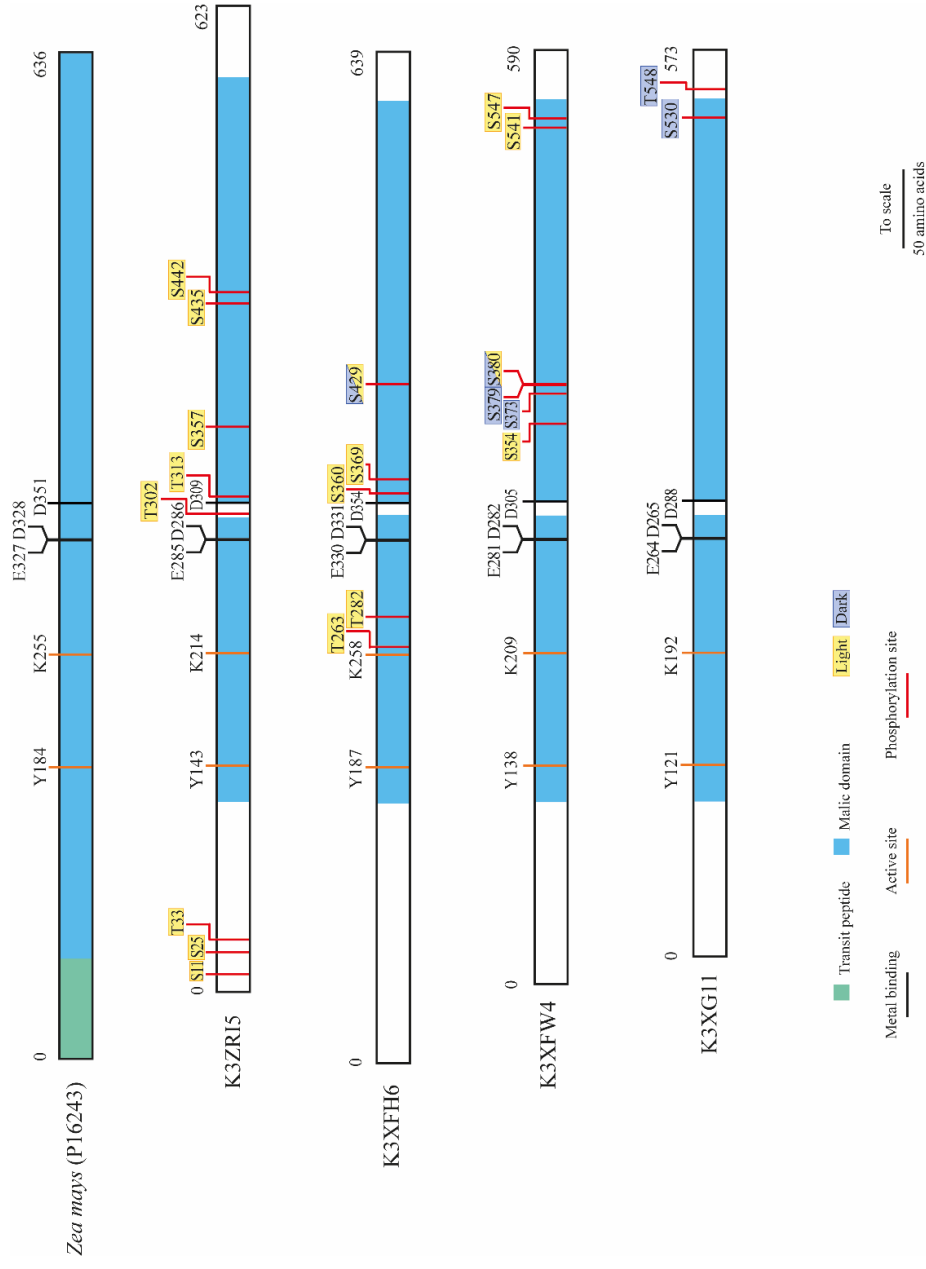 Zea mays (P16243)
0
Y184
K255
E327 D328
D351
636
K3ZRI5
0
S11
S25
T33
Y143
K214
E285 D286
T302
D309
T313
S357
S435
S442
623
K3XFH6
0
Y187
K258
T263
T282
E330 D331
D354
S360
S369
S429
639
K3XFW4
0
Y138
K209
E281 D282
D305
S354
S373
S379
S380
S541
S547
590
K3XG11
0
Y121
K192
E264 D265
D288
S530
T548
573
Transit peptide
Malic domain
Light
Dark
Metal binding
Active site
Phosphorylation site
To scale
50 amino acids